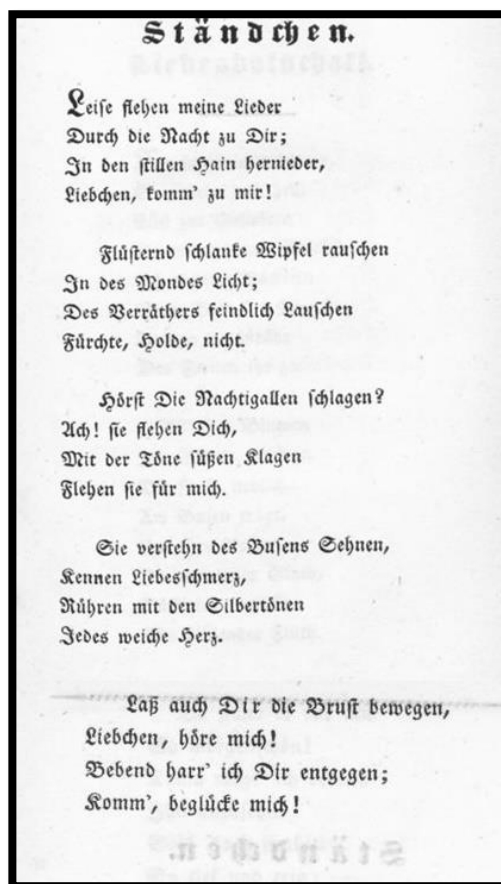 Ständchen.
Leise flehen meine Lieder
Durch die Nacht zu Dir;
In den stillen Hain hernieder,
Liebchen, komm' zu mir!
Flüsternd schlanke Wipfel rauschen
In des Mondes Licht;
Des Verräthers feindlich Lauschen
Fürchte, Holde, nicht.
Hörst Die Nachtigallen schlagen?
Ach! sie flehen Dich,
Mit der Töne süßen Klagen
Flehen sie für mich.
Sie verstehn des Busens Sehnen,
Kennen Liebesschmerz,
Rühren mit den Silbertönen
Jedes weiche Herz.
Laß auch Dir die Brust bewegen,
Liebchen, höre mich!
Bebend harr' ich Dir entgegen;
Komm', beglücke mich!
Ständchen.